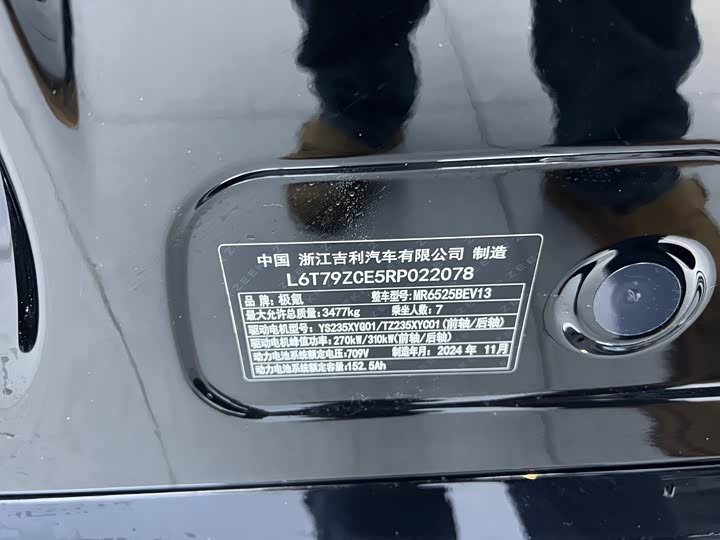 中国 浙江吉利汽车有限公司 制造
L6T79ZCE5RP022078
品 牌:极氪 整车型号:MR6525BEV13
最大允许总质量:3477kg 乘坐人数:7
驱动电机型号:YS235XYG01/TZ235XYC01(前轴/后轴)
驱动电机峰值功率:270kW/310kW(前轴/后轴)
动力电池系统额定电压:709V 制造年月:2024 年 11月
动力电池系统额定容量:152.5Ah